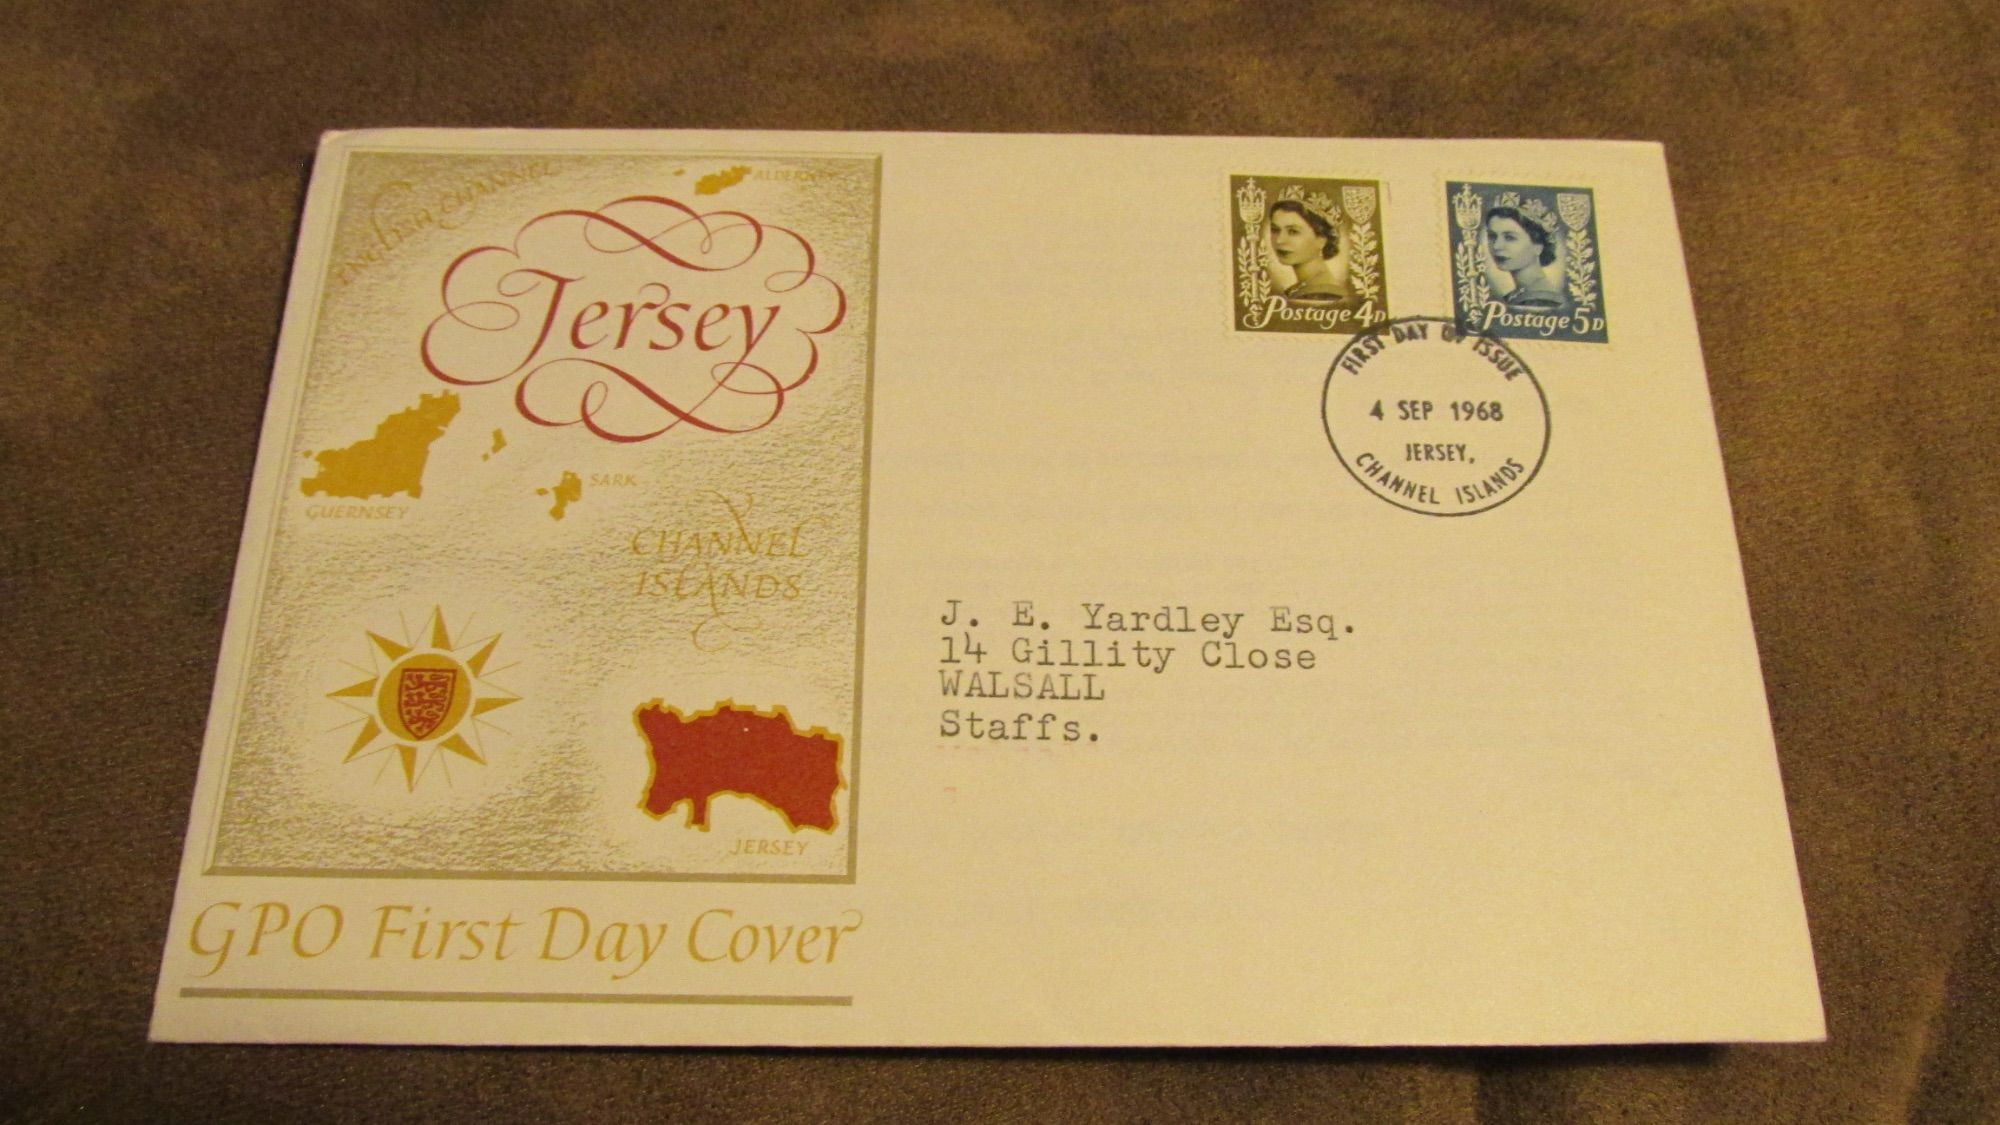 ENGLISH CHANNEL
ALDERNEY
Jersey
GUERNSEY
SARK
CHANNEL
ISLANDS
JERSEY
GPO First Day Cover
Postage 4D
Postage 5D
FIRST DAY OF ISSUE
4 SEP 1968
JERSEY,
CHANNEL ISLANDS
J. E. Yardley Esq.
14 Gillity Close
WALSALL
Staffs.